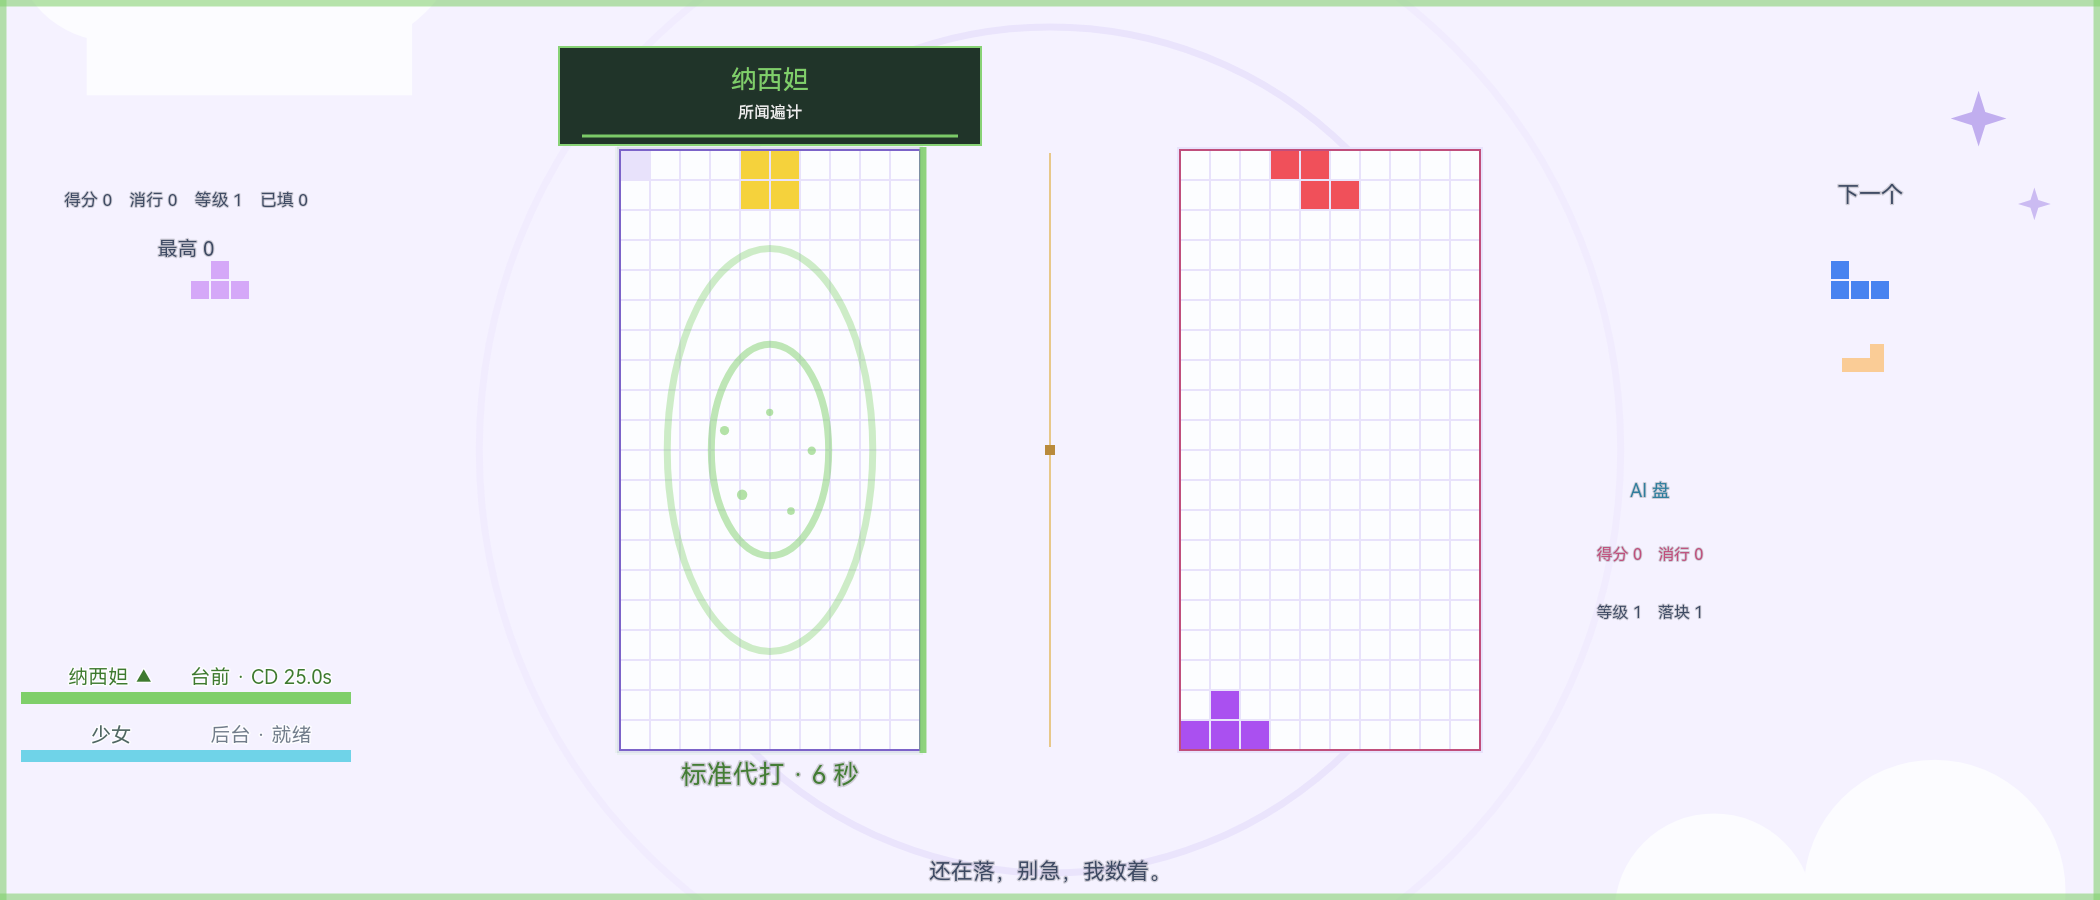 纳西妲
所闻遍计
得分 0 消行 0 等级 1 已填 0
最高 0
下一个
AI 盘
得分 0 消行 0
等级 1 落块 1
纳西妲 ▲ 台前 · CD 25.0s
少女 后台 · 就绪
标准代打 · 6 秒
还在落，别急，我数着。